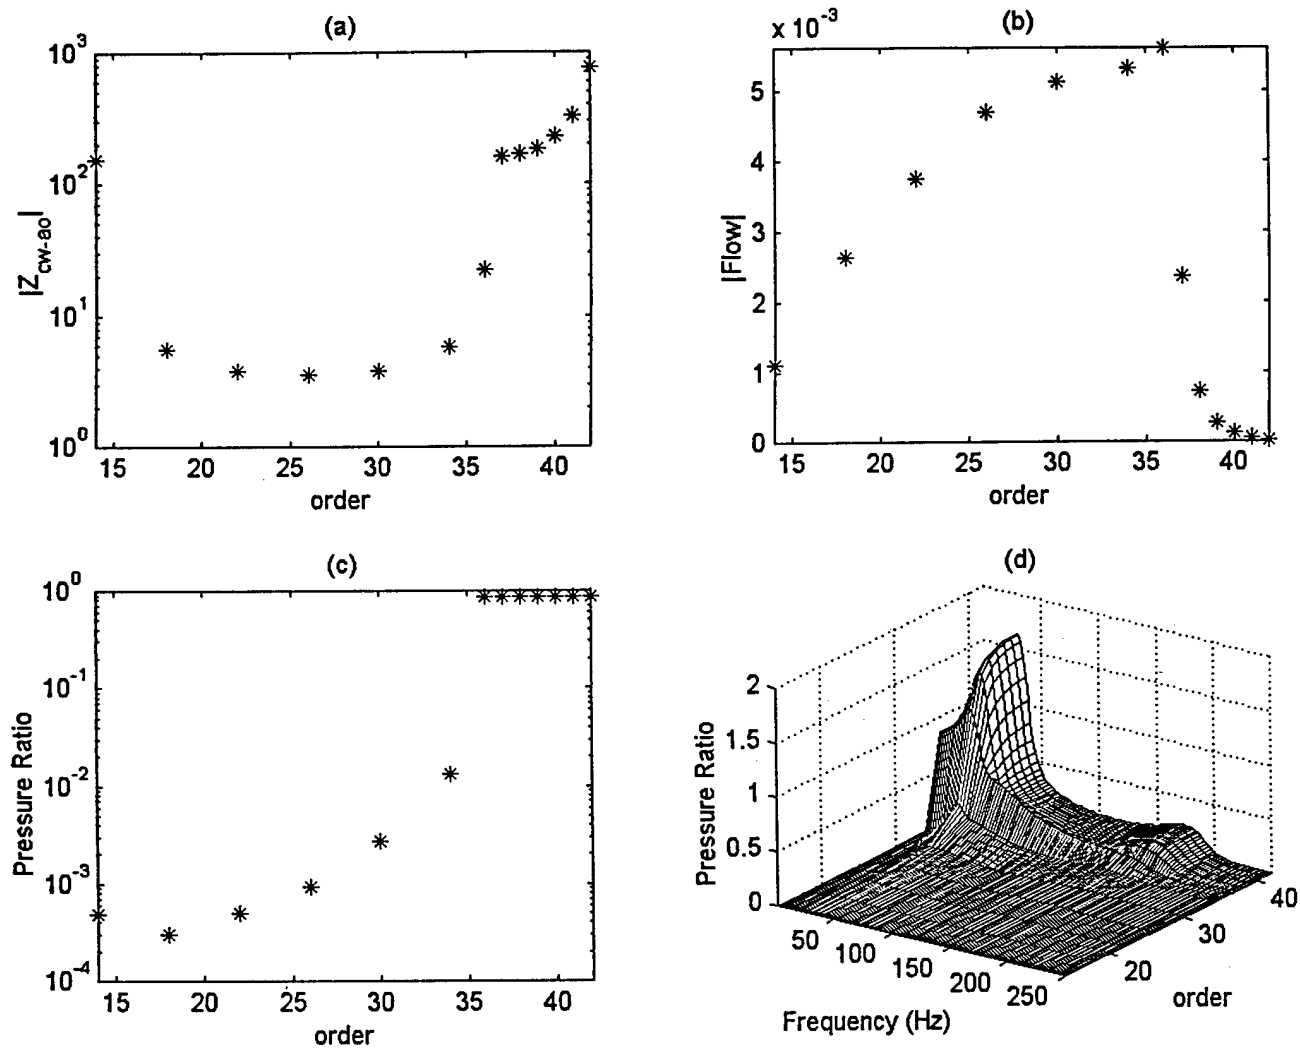 (a)
10^3
10^2
10^1
10^0
|Z_cw-ao|
15 20 25 30 35 40
order
(b)
x 10^-3
5
4
3
2
1
0
|Flow|
15 20 25 30 35 40
order
(c)
10^0
10^-1
10^-2
10^-3
10^-4
Pressure Ratio
15 20 25 30 35 40
order
(d)
2
1.5
1
0.5
0
Pressure Ratio
50 100 150 200 250
Frequency (Hz)
20 30 40
order